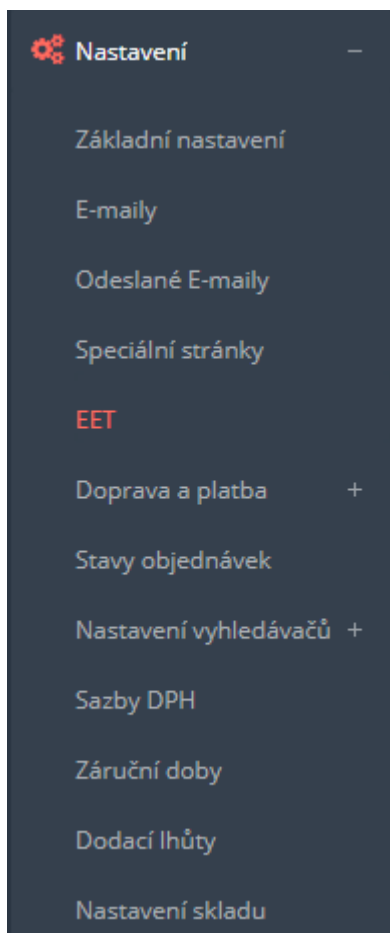 Nastavení −
Základní nastavení
E-maily
Odeslané E-maily
Speciální stránky
EET
Doprava a platba +
Stavy objednávek
Nastavení vyhledávačů +
Sazby DPH
Záruční doby
Dodací lhůty
Nastavení skladu